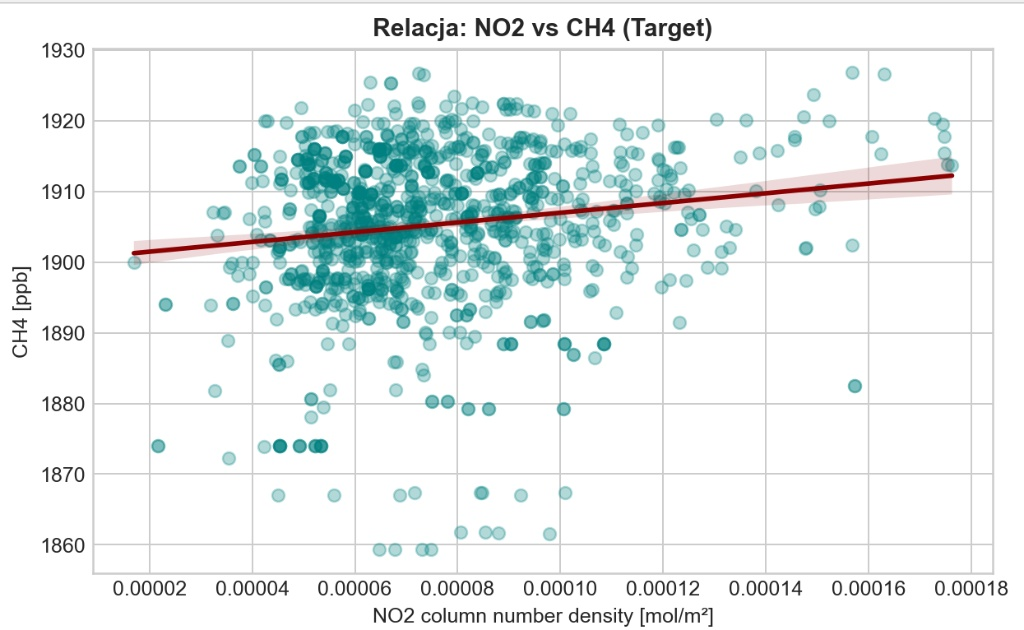 Relacja: NO2 vs CH4 (Target)
1930
1920
1910
1900
1890
1880
1870
1860
CH4 [ppb]
0.00002 0.00004 0.00006 0.00008 0.00010 0.00012 0.00014 0.00016 0.00018
NO2 column number density [mol/m²]